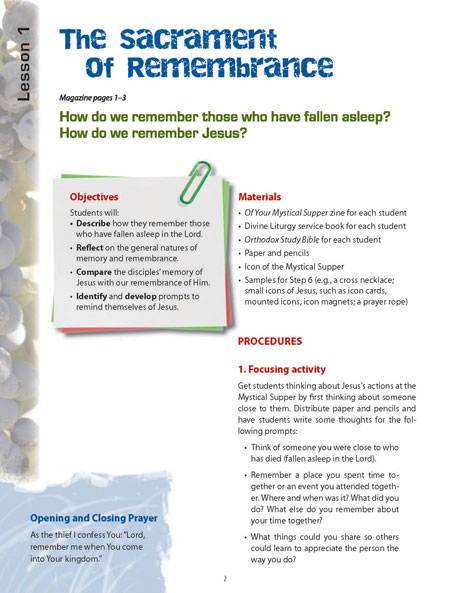 Lesson 1
The Sacrament
Of Remembrance
Magazine pages 1–3
How do we remember those who have fallen asleep?
How do we remember Jesus?
Objectives
Students will:
• Describe how they remember those
who have fallen asleep in the Lord.
• Reflect on the general natures of
memory and remembrance.
• Compare the disciples’ memory of
Jesus with our remembrance of Him.
• Identify and develop prompts to
remind themselves of Jesus.
Materials
• Of Your Mystical Supper zine for each student
• Divine Liturgy service book for each student
• Orthodox Study Bible for each student
• Paper and pencils
• Icon of the Mystical Supper
• Samples for Step 6 (e.g., a cross necklace;
small icons of Jesus, such as icon cards,
mounted icons, icon magnets; a prayer rope)
PROCEDURES
1. Focusing activity
Get students thinking about Jesus’s actions at the
Mystical Supper by first thinking about someone
close to them. Distribute paper and pencils and
have students write some thoughts for the fol-
lowing prompts:
• Think of someone you were close to who
has died (fallen asleep in the Lord).
• Remember a place you spent time to-
gether or an event you attended togeth-
er. Where and when was it? What did you
do? What else do you remember about
your time together?
• What things could you share so others
could learn to appreciate the person the
way you do?
Opening and Closing Prayer
As the thief I confess You: “Lord,
remember me when You come
into Your kingdom.”
2